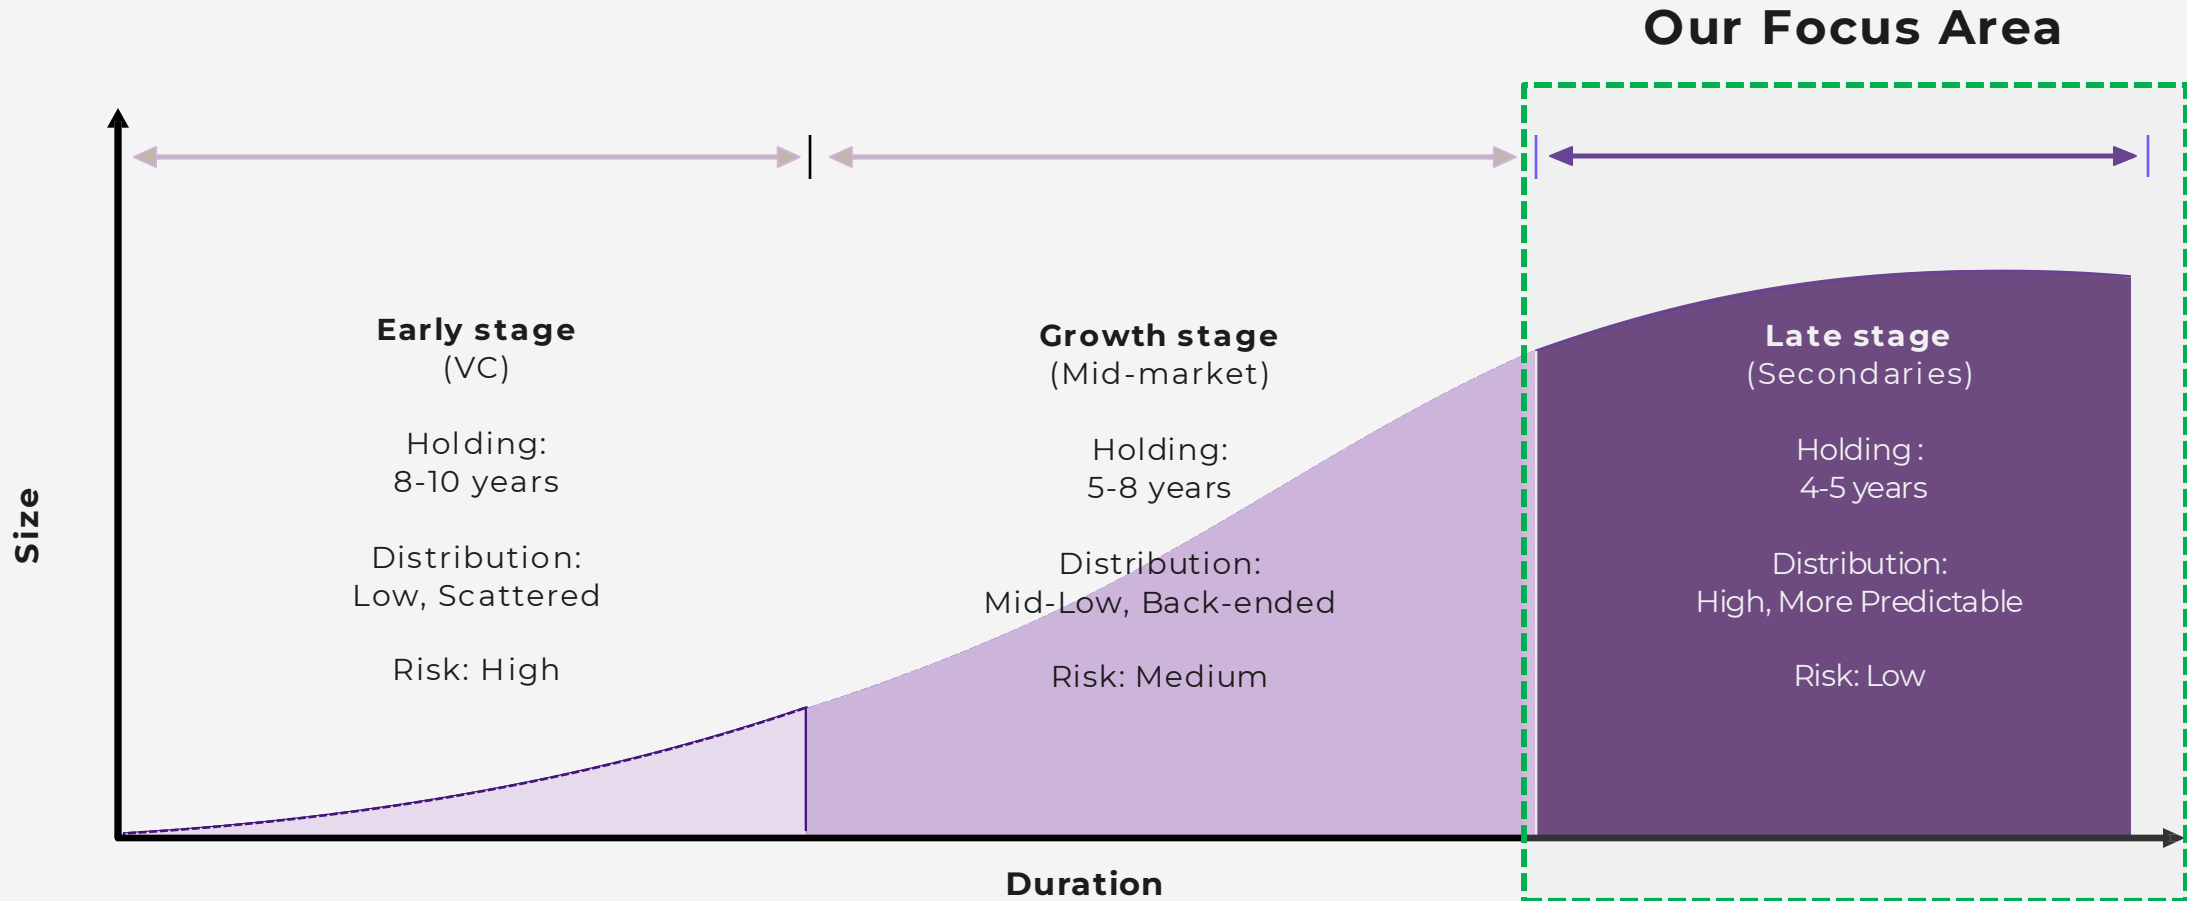 Our Focus Area
Early stage
(VC)
Holding:
8-10 years
Distribution:
Low, Scattered
Risk: High
Growth stage
(Mid-market)
Holding:
5-8 years
Distribution:
Mid-Low, Back-ended
Risk: Medium
Late stage
(Secondaries)
Holding :
4-5 years
Distribution:
High, More Predictable
Risk: Low
Size
Duration